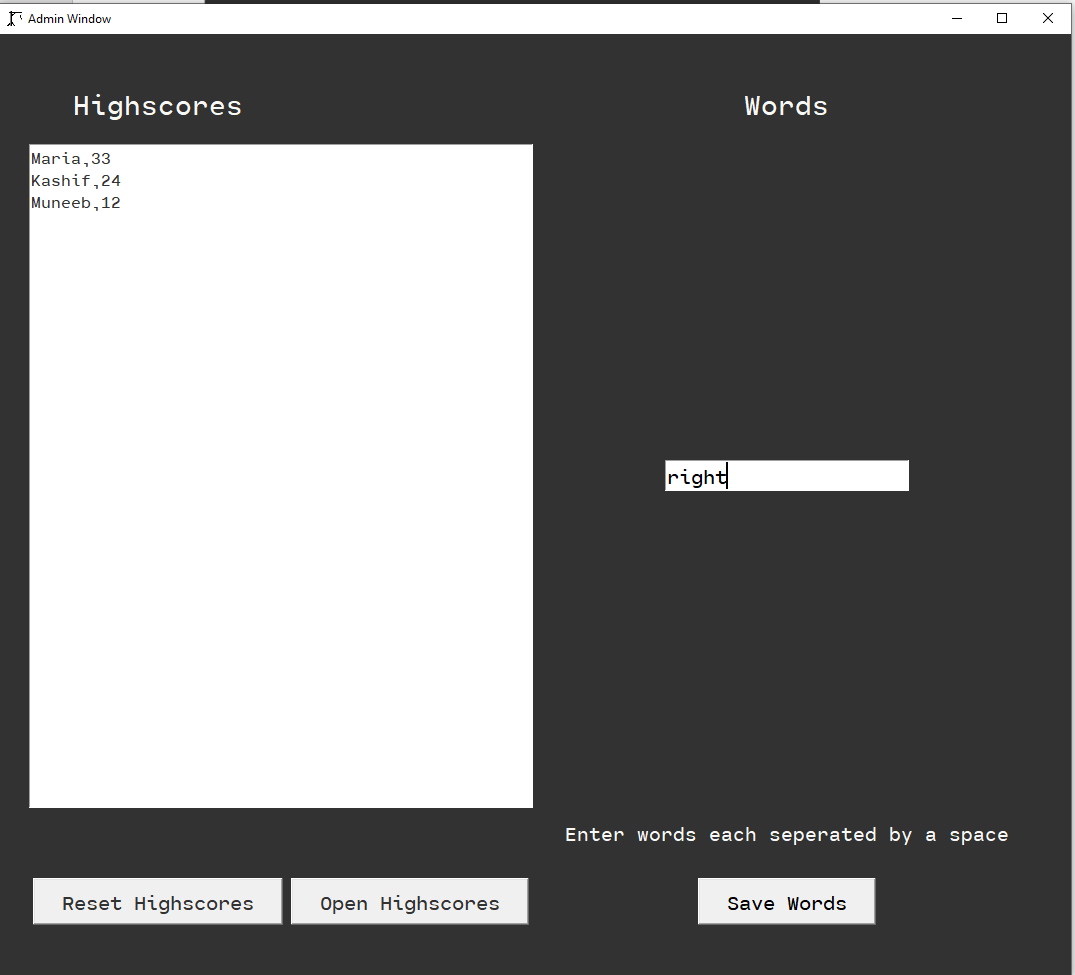 Admin Window
Highscores
Words
Maria,33
Kashif,24
Muneeb,12
right
Enter words each seperated by a space
Reset Highscores
Open Highscores
Save Words